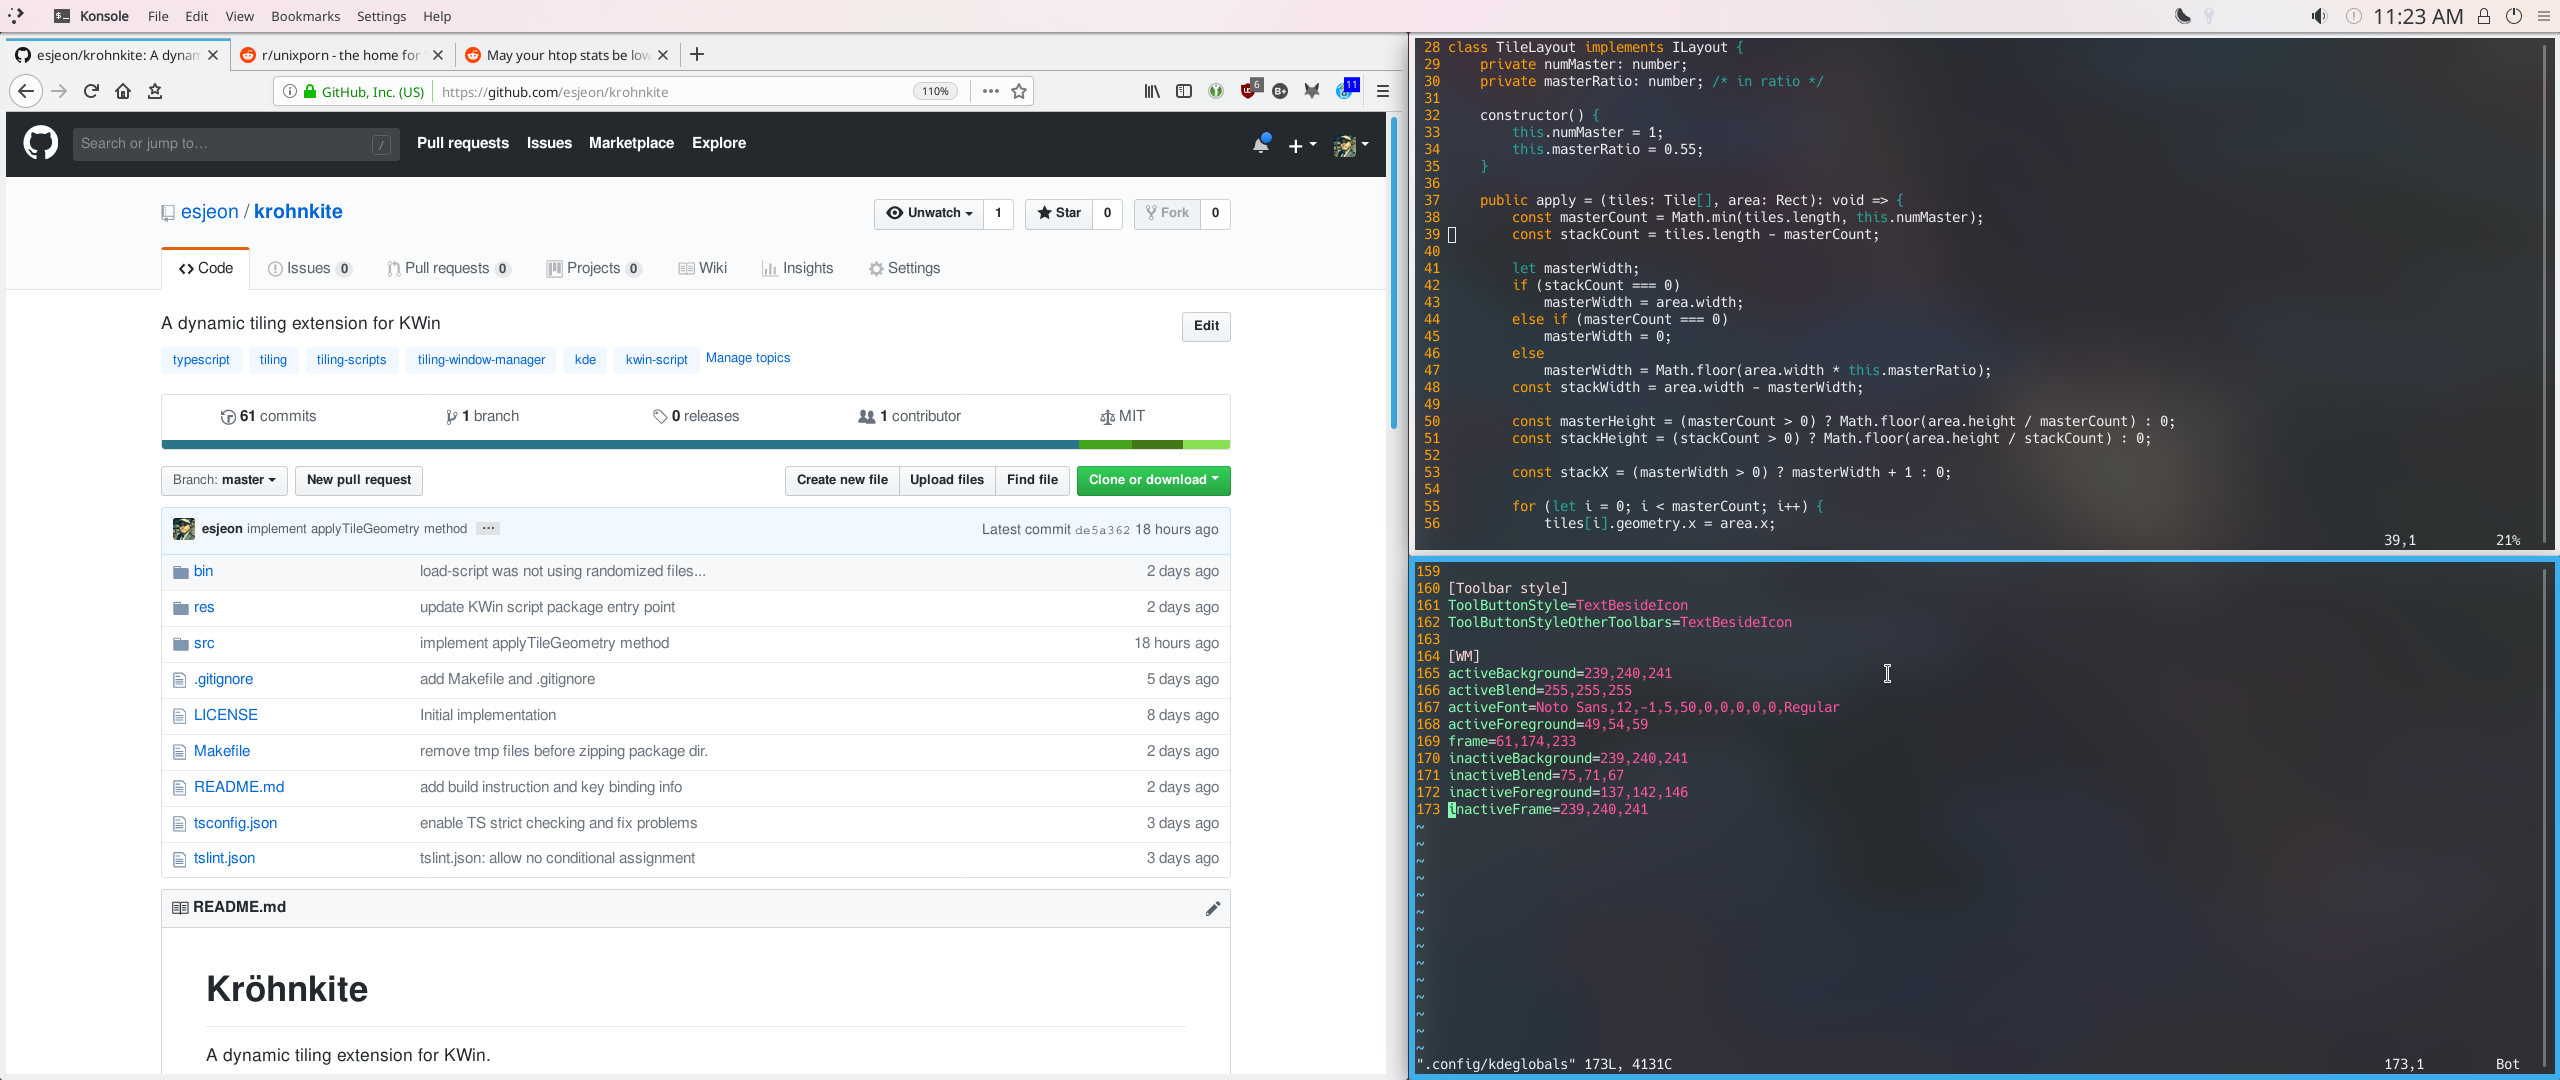 Konsole File Edit View Bookmarks Settings Help
11:23 AM
esjeon/krohnkite: A dynam
r/unixporn - the home for
May your htop stats be low
GitHub, Inc. (US) https://github.com/esjeon/krohnkite 110%
6
11
Search or jump to… / Pull requests Issues Marketplace Explore
esjeon / krohnkite
Unwatch 1 Star 0 Fork 0
Code Issues 0 Pull requests 0 Projects 0 Wiki Insights Settings
A dynamic tiling extension for KWin
Edit
typescript tiling tiling-scripts tiling-window-manager kde kwin-script Manage topics
61 commits 1 branch 0 releases 1 contributor MIT
Branch: master New pull request Create new file Upload files Find file Clone or download
esjeon implement applyTileGeometry method ... Latest commit de5a362 18 hours ago
bin load-script was not using randomized files... 2 days ago
res update KWin script package entry point 2 days ago
src implement applyTileGeometry method 18 hours ago
.gitignore add Makefile and .gitignore 5 days ago
LICENSE Initial implementation 8 days ago
Makefile remove tmp files before zipping package dir. 2 days ago
README.md add build instruction and key binding info 2 days ago
tsconfig.json enable TS strict checking and fix problems 3 days ago
tslint.json tslint.json: allow no conditional assignment 3 days ago
README.md
Kröhnkite
A dynamic tiling extension for KWin.
28 class TileLayout implements ILayout {
29     private numMaster: number;
30     private masterRatio: number; /* in ratio */
31
32     constructor() {
33         this.numMaster = 1;
34         this.masterRatio = 0.55;
35     }
36
37     public apply = (tiles: Tile[], area: Rect): void => {
38         const masterCount = Math.min(tiles.length, this.numMaster);
39         const stackCount = tiles.length - masterCount;
40
41         let masterWidth;
42         if (stackCount === 0)
43             masterWidth = area.width;
44         else if (masterCount === 0)
45             masterWidth = 0;
46         else
47             masterWidth = Math.floor(area.width * this.masterRatio);
48         const stackWidth = area.width - masterWidth;
49
50         const masterHeight = (masterCount > 0) ? Math.floor(area.height / masterCount) : 0;
51         const stackHeight = (stackCount > 0) ? Math.floor(area.height / stackCount) : 0;
52
53         const stackX = (masterWidth > 0) ? masterWidth + 1 : 0;
54
55         for (let i = 0; i < masterCount; i++) {
56             tiles[i].geometry.x = area.x;
39,1 21%
159
160 [Toolbar style]
161 ToolButtonStyle=TextBesideIcon
162 ToolButtonStyleOtherToolbars=TextBesideIcon
163
164 [WM]
165 activeBackground=239,240,241
166 activeBlend=255,255,255
167 activeFont=Noto Sans,12,-1,5,50,0,0,0,0,0,Regular
168 activeForeground=49,54,59
169 frame=61,174,233
170 inactiveBackground=239,240,241
171 inactiveBlend=75,71,67
172 inactiveForeground=137,142,146
173 inactiveFrame=239,240,241
~
~
~
~
~
~
~
~
~
~
~
~
~
~
".config/kdeglobals" 173L, 4131C 173,1 Bot